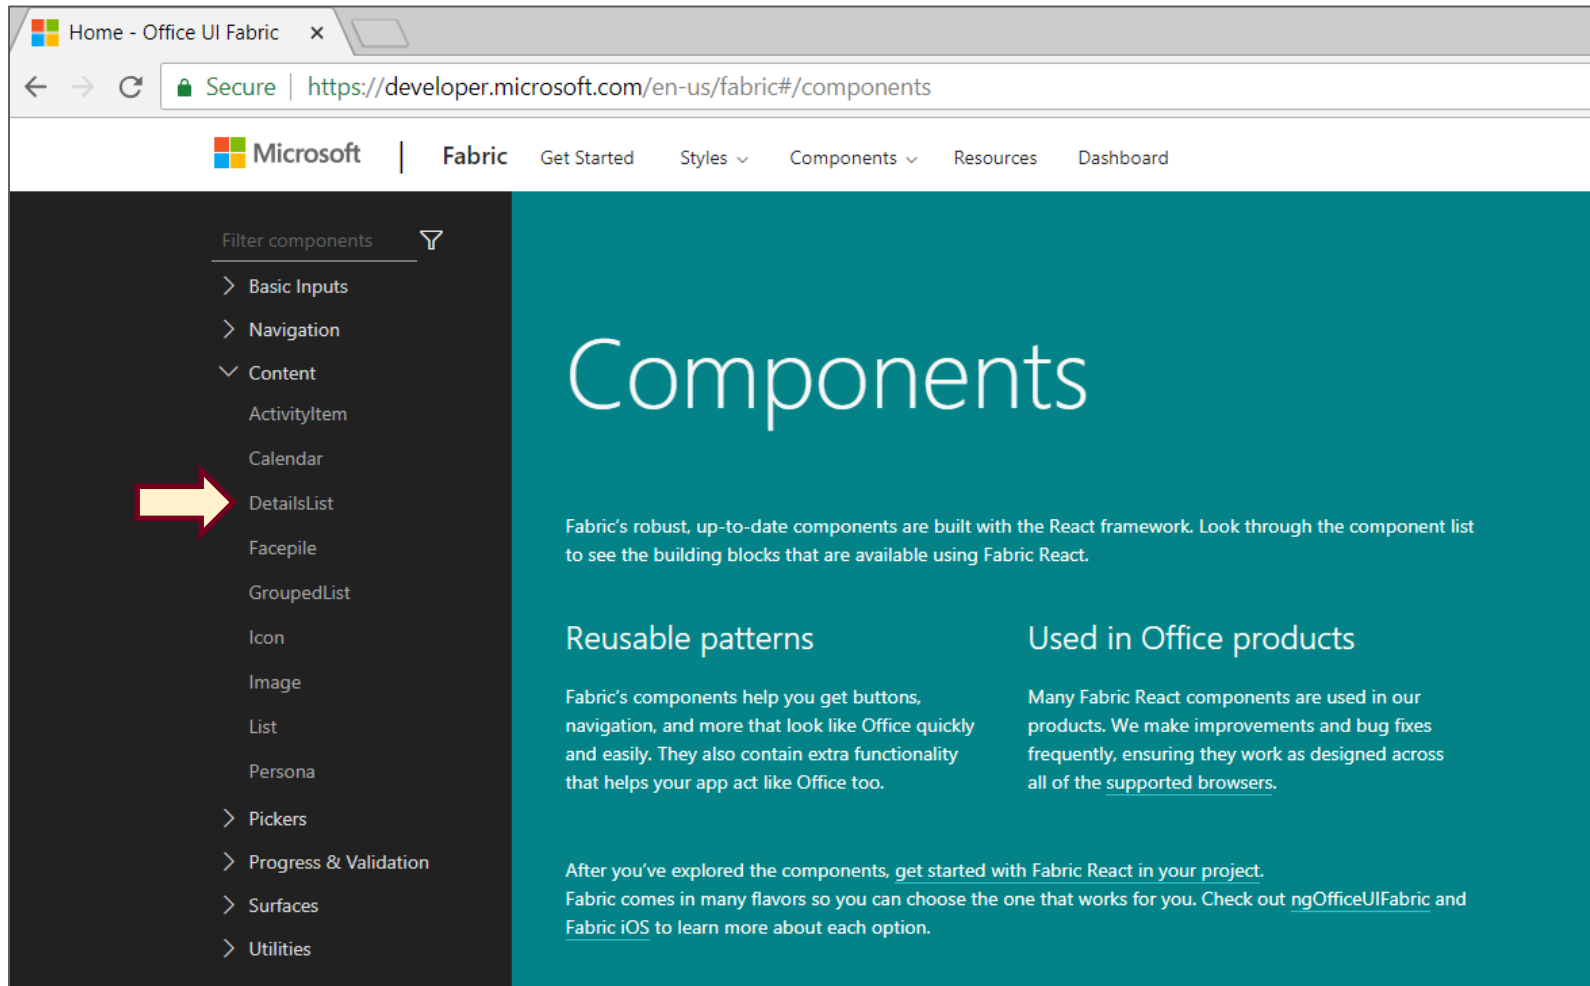 Home - Office UI Fabric
Secure | https://developer.microsoft.com/en-us/fabric#/components
Microsoft | Fabric Get Started Styles Components Resources Dashboard
Filter components
Basic Inputs
Navigation
Content
ActivityItem
Calendar
DetailsList
Facepile
GroupedList
Icon
Image
List
Persona
Pickers
Progress & Validation
Surfaces
Utilities
Components
Fabric's robust, up-to-date components are built with the React framework. Look through the component list
to see the building blocks that are available using Fabric React.
Reusable patterns
Fabric's components help you get buttons,
navigation, and more that look like Office quickly
and easily. They also contain extra functionality
that helps your app act like Office too.
Used in Office products
Many Fabric React components are used in our
products. We make improvements and bug fixes
frequently, ensuring they work as designed across
all of the supported browsers.
After you've explored the components, get started with Fabric React in your project.
Fabric comes in many flavors so you can choose the one that works for you. Check out ngOfficeUIFabric and
Fabric iOS to learn more about each option.